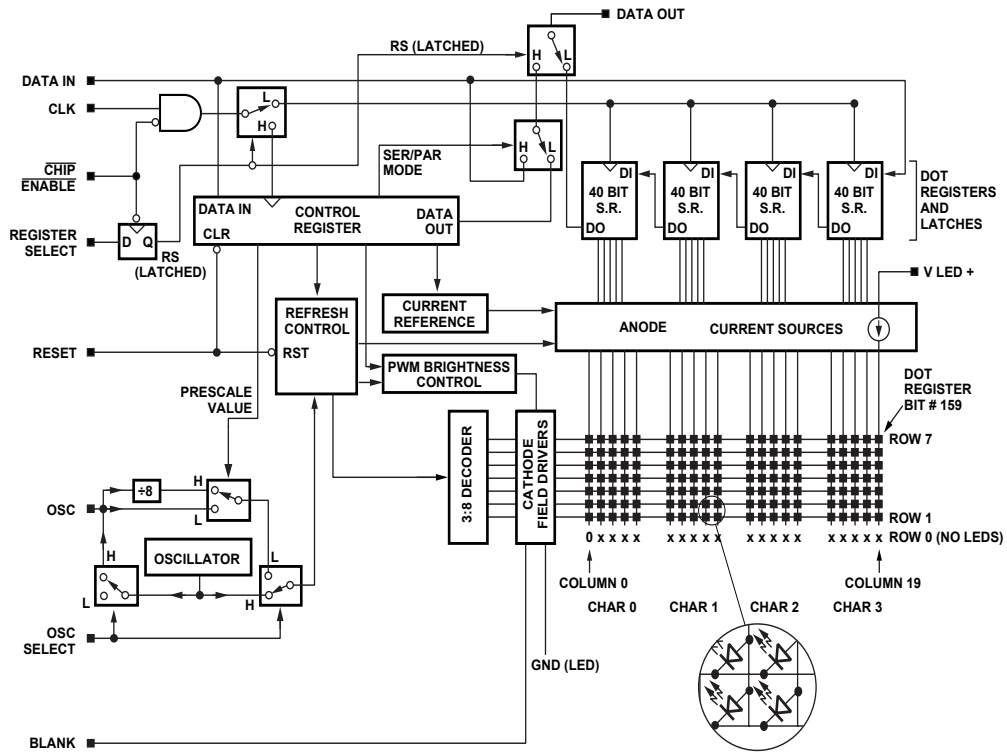 DATA OUT
RS (LATCHED)
H
L
DATA IN
CLK
L
H
CHIP
ENABLE
SER/PAR
MODE
H
L
DI
40 BIT
S.R.
DO
DI
40 BIT
S.R.
DI
40 BIT
S.R.
DI
40 BIT
S.R.
DOT
REGISTERS
AND
LATCHES
REGISTER
SELECT
D Q
RS
(LATCHED)
DATA IN
CLR
CONTROL
REGISTER
DATA
OUT
V LED +
REFRESH
CONTROL
RST
CURRENT
REFERENCE
ANODE
CURRENT SOURCES
RESET
PWM BRIGHTNESS
CONTROL
PRESCALE
VALUE
DOT
REGISTER
BIT # 159
3:8 DECODER
CATHODE
FIELD DRIVERS
ROW 7
ROW 1
ROW 0 (NO LEDS)
0 x x x x
x x x x x
x x x x x
x x x x x
÷8
OSC
H
L
H
L
OSCILLATOR
L
H
OSC
SELECT
COLUMN 0
COLUMN 19
CHAR 0
CHAR 1
CHAR 2
CHAR 3
GND (LED)
BLANK